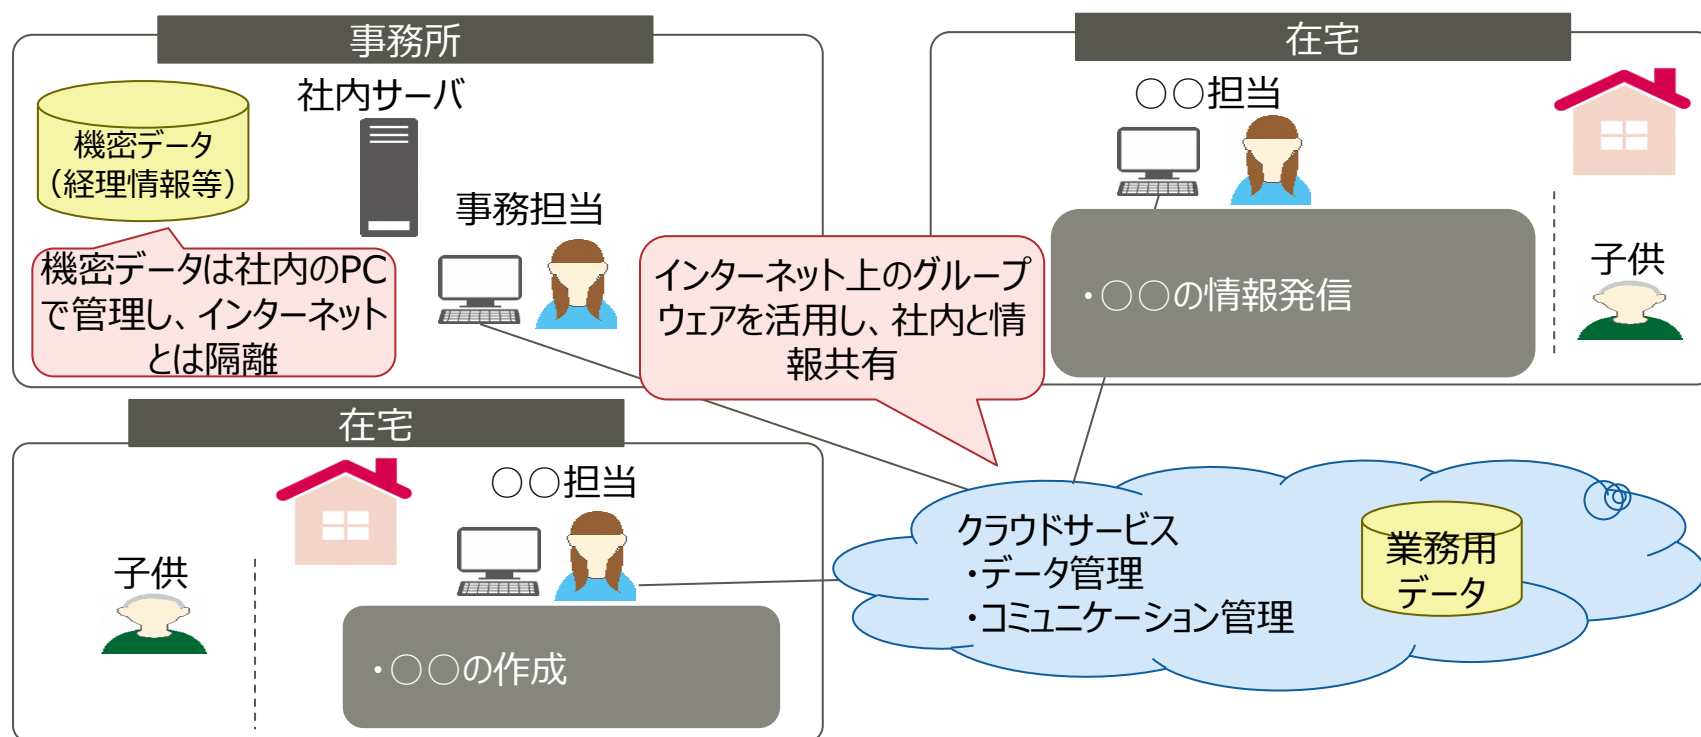 事務所
社内サーバ
機密データ
（経理情報等）
事務担当
機密データは社内のPC
で管理し、インターネット
とは隔離
在宅
○○担当
・○○の情報発信
子供
インターネット上のグループ
ウェアを活用し、社内と情
報共有
在宅
○○担当
子供
・○○の作成
クラウドサービス
・データ管理
・コミュニケーション管理
業務用
データ